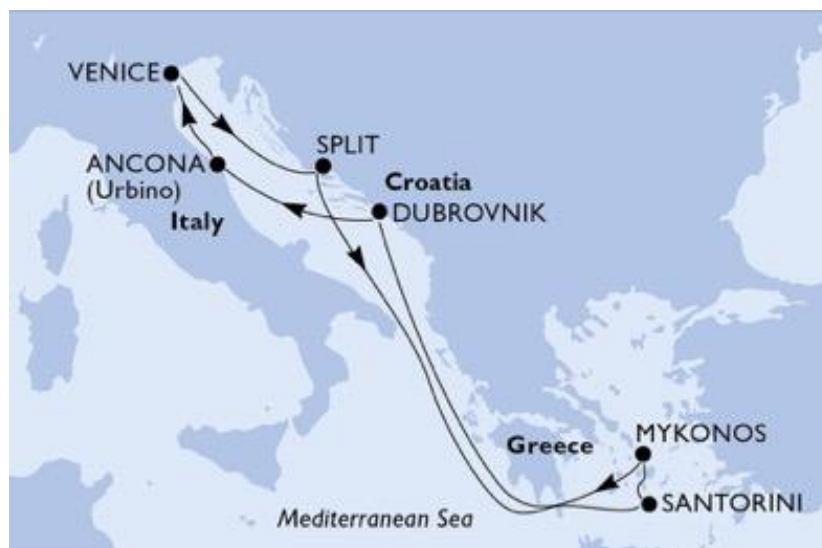 VENICE
SPLIT
ANCONA
(Urbino)
Croatia
Italy
DUBROVNIK
Greece
MYKONOS
SANTORINI
Mediterranean Sea